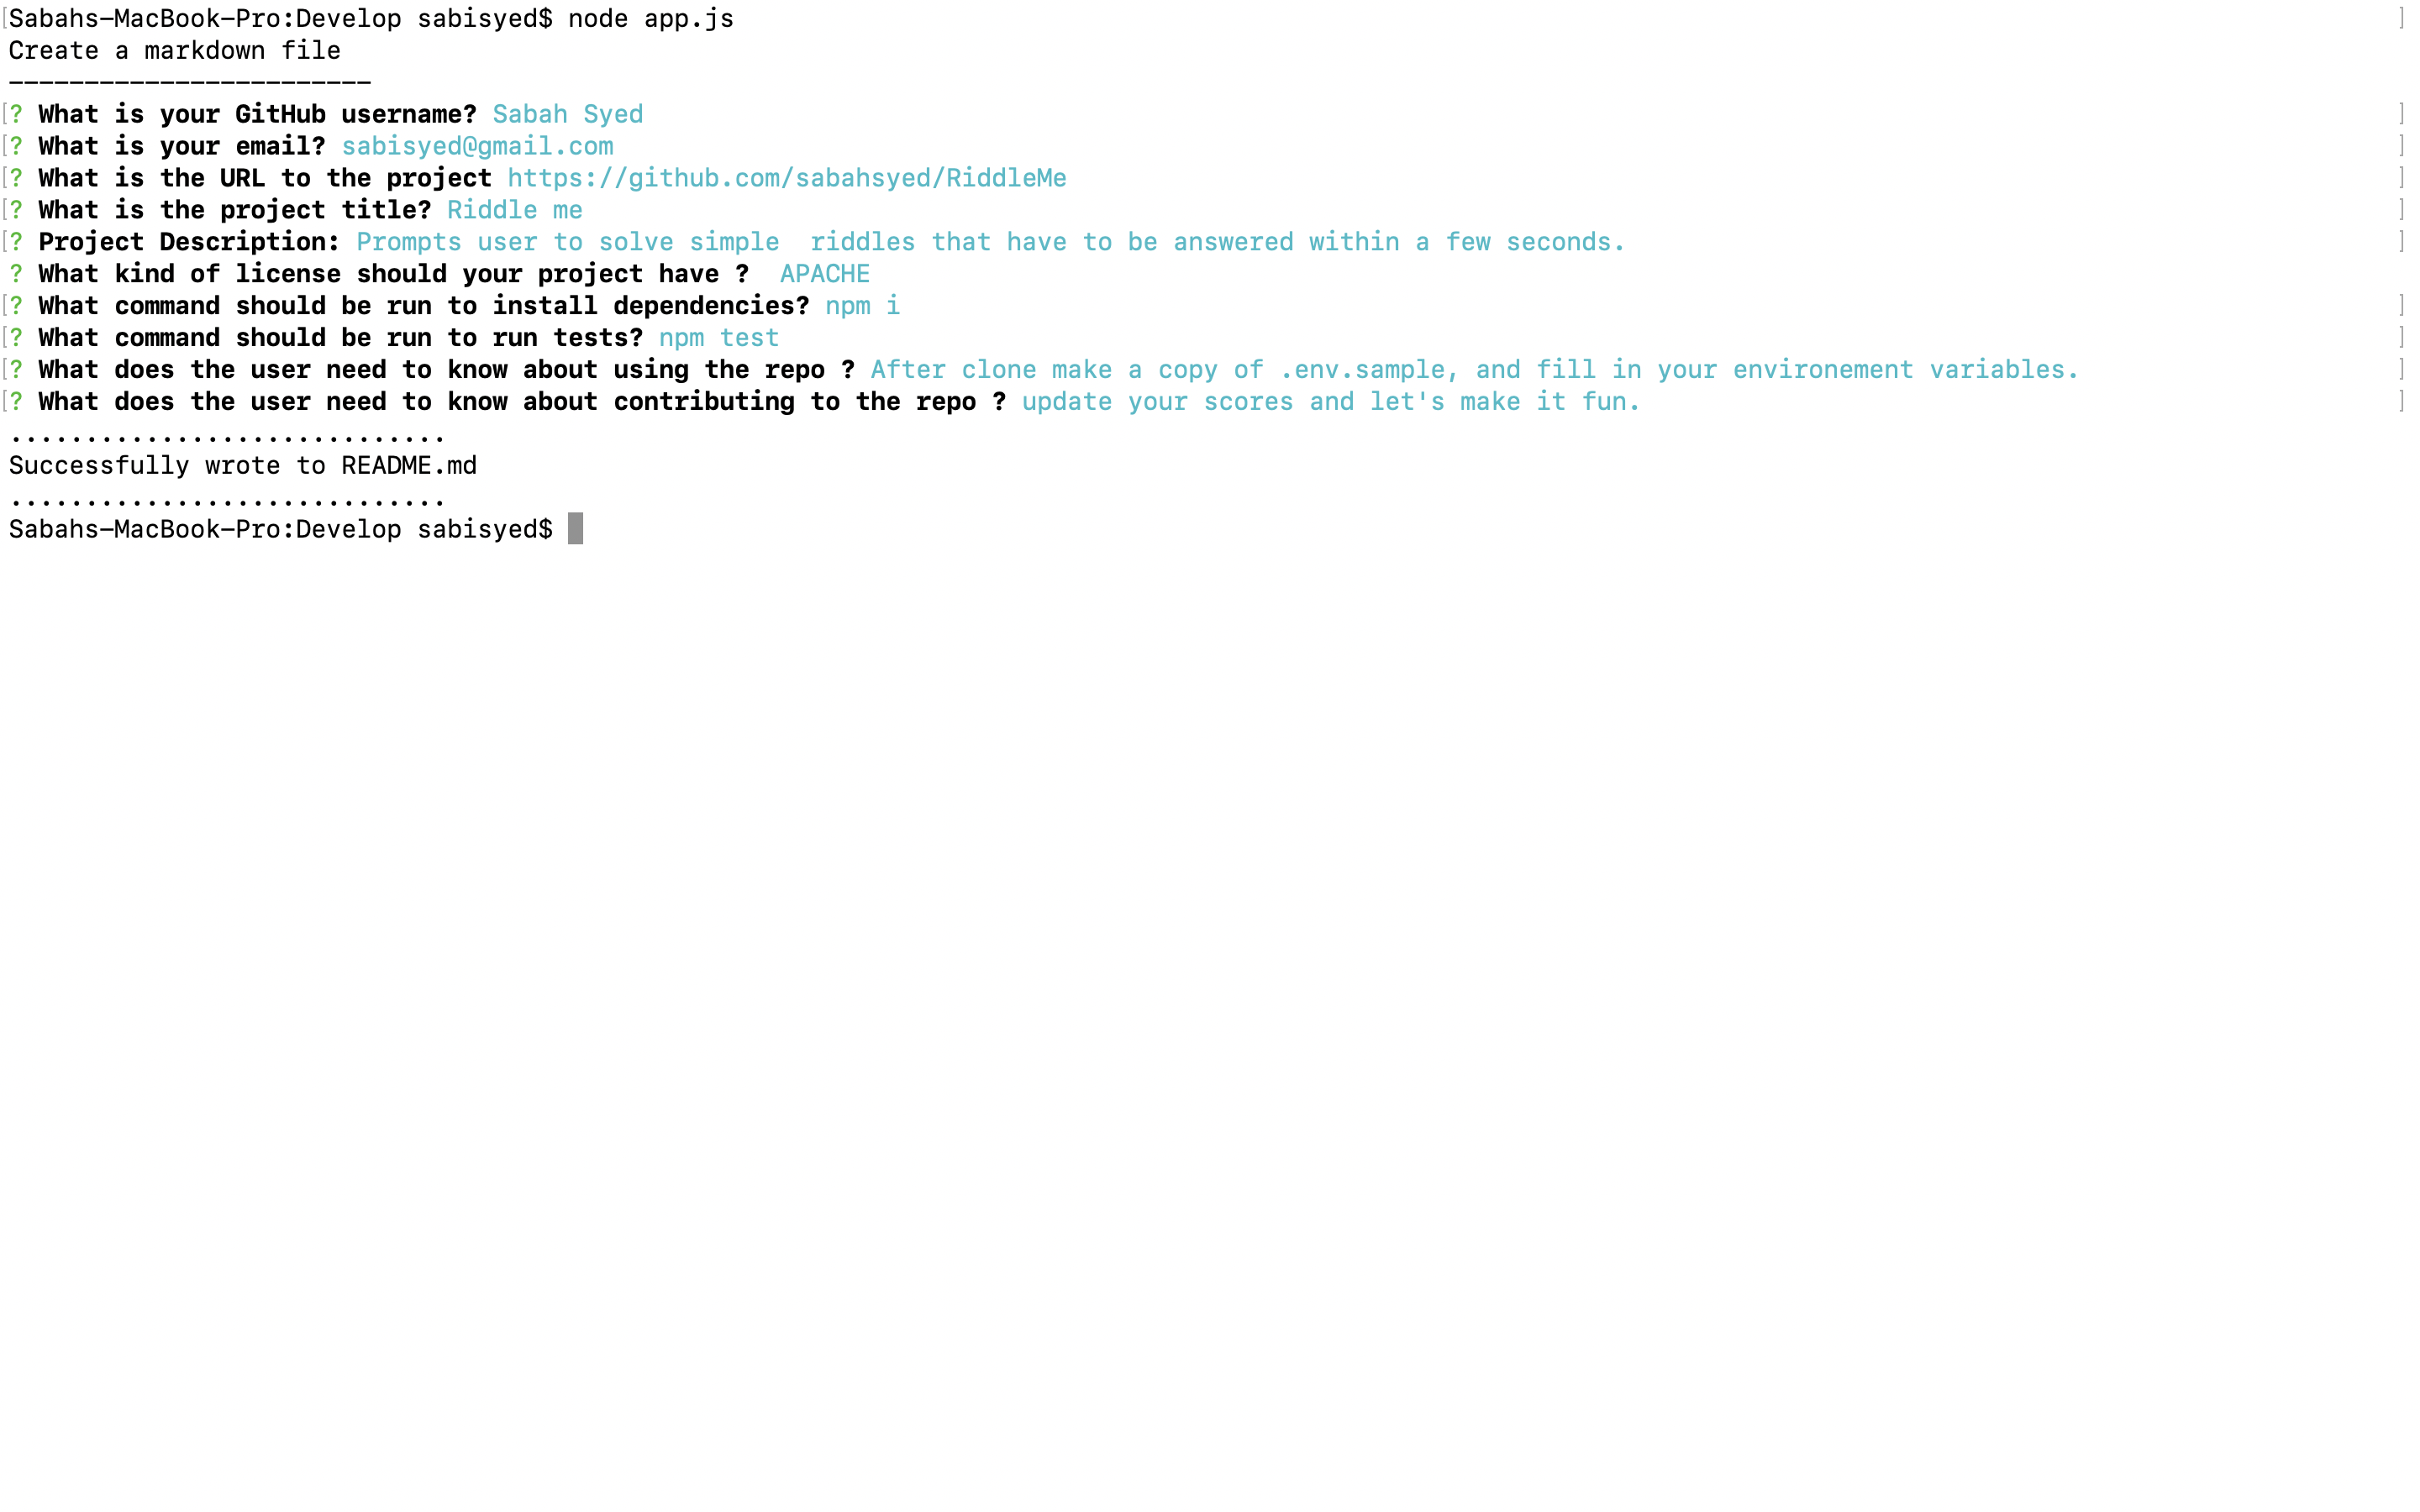 [Sabahs-MacBook-Pro:Develop sabisyed$ node app.js ]
Create a markdown file
------------------------
[? What is your GitHub username? Sabah Syed ]
[? What is your email? sabisyed@gmail.com ]
[? What is the URL to the project https://github.com/sabahsyed/RiddleMe ]
[? What is the project title? Riddle me ]
[? Project Description: Prompts user to solve simple  riddles that have to be answered within a few seconds. ]
? What kind of license should your project have ?  APACHE
[? What command should be run to install dependencies? npm i ]
[? What command should be run to run tests? npm test ]
[? What does the user need to know about using the repo ? After clone make a copy of .env.sample, and fill in your environement variables. ]
[? What does the user need to know about contributing to the repo ? update your scores and let's make it fun. ]
.............................
Successfully wrote to README.md
.............................
Sabahs-MacBook-Pro:Develop sabisyed$